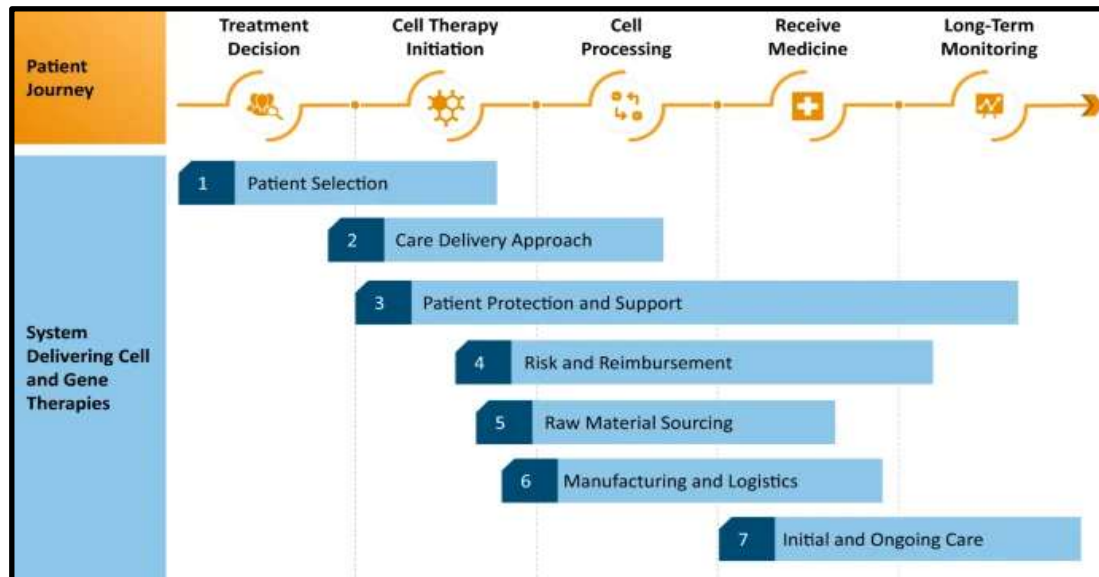 Patient
Journey
Treatment
Decision
Cell Therapy
Initiation
Cell
Processing
Receive
Medicine
Long-Term
Monitoring
System
Delivering Cell
and Gene
Therapies
1 Patient Selection
2 Care Delivery Approach
3 Patient Protection and Support
4 Risk and Reimbursement
5 Raw Material Sourcing
6 Manufacturing and Logistics
7 Initial and Ongoing Care